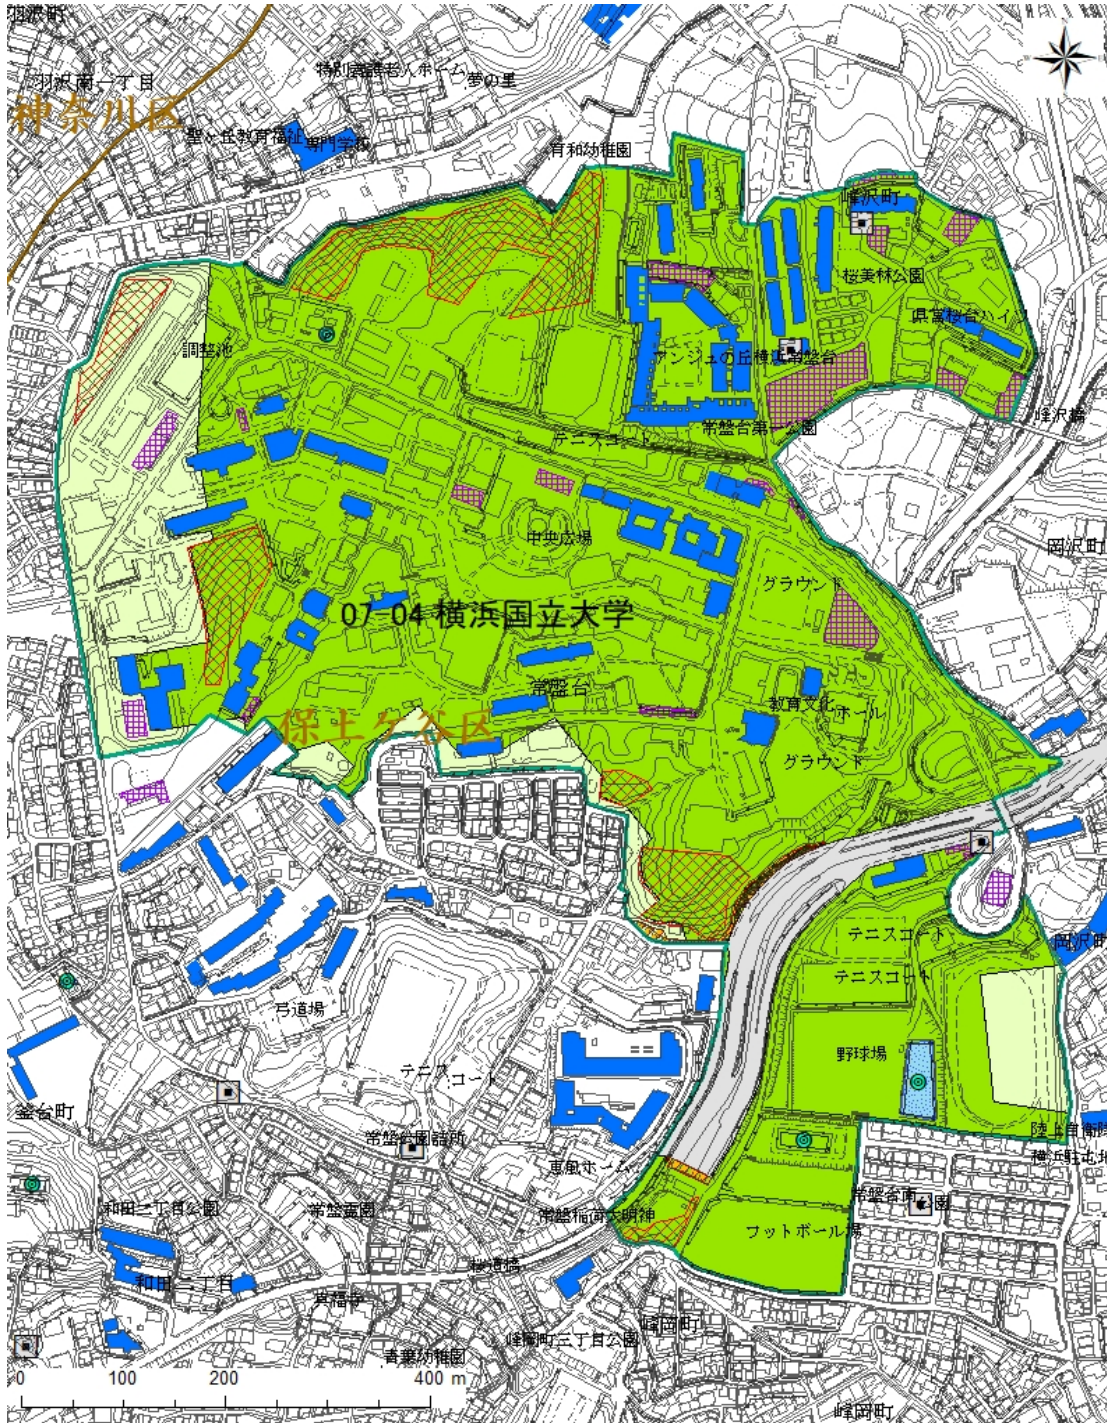 羽沢町
羽沢南一丁目
神奈川区
特別養護老人ホーム
夢の里
聖ヶ丘教育福祉
専門学校
育和幼稚園
N
峰沢町
桜美林公園
県営桜台ハイツ
調整池
アンジュの丘横浜常盤台
峰沢橋
常盤台第一公園
テニスコート
中央広場
岡沢町
グラウンド
07-04 横浜国立大学
常盤台
教育文化
ホール
保土ケ谷区
グラウンド
テニスコート
岡沢町
テニスコート
弓道場
野球場
テニス
コート
釜台町
常盤公園詰所
陸上自衛隊
横浜駐屯地
恵風ホーム
常盤台南
公園
和田二丁目公園
常盤霊園
常盤稲荷大明神
フットボール場
桜道橋
和田二丁目
真福寺
峰岡町
峰岡町三丁目公園
青葉幼稚園
0 100 200 400 m
峰岡町